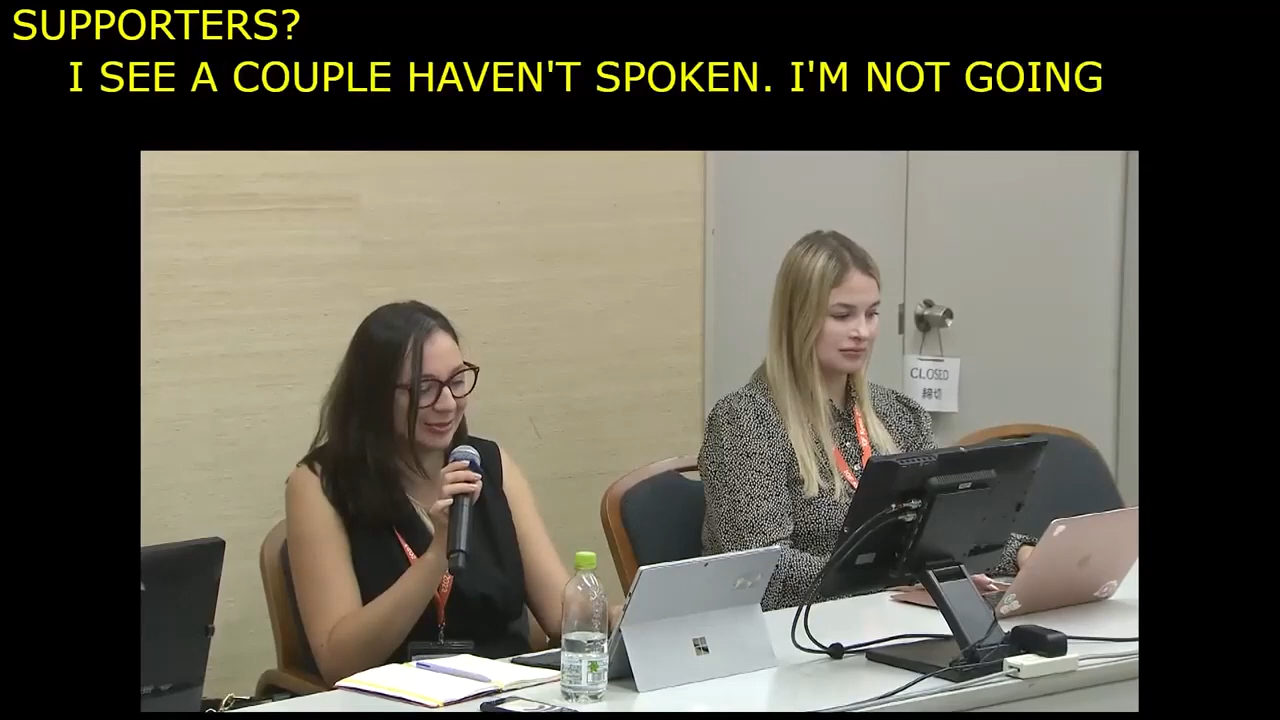 SUPPORTERS?
I SEE A COUPLE HAVEN'T SPOKEN. I'M NOT GOING
CLOSED
締切